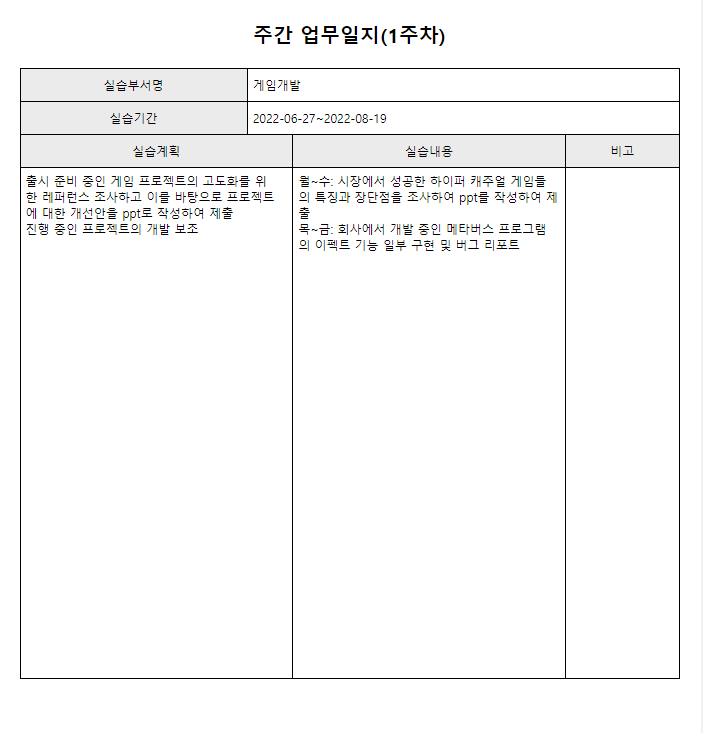 주간 업무일지(1주차)
실습부서명 게임개발
실습기간 2022-06-27~2022-08-19
실습계획 실습내용 비고
출시 준비 중인 게임 프로젝트의 고도화를 위
한 레퍼런스 조사하고 이를 바탕으로 프로젝트
에 대한 개선안을 ppt로 작성하여 제출
진행 중인 프로젝트의 개발 보조
월~수: 시장에서 성공한 하이퍼 캐주얼 게임들
의 특징과 장단점을 조사하여 ppt를 작성하여 제
출
목~금: 회사에서 개발 중인 메타버스 프로그램
의 이펙트 기능 일부 구현 및 버그 리포트